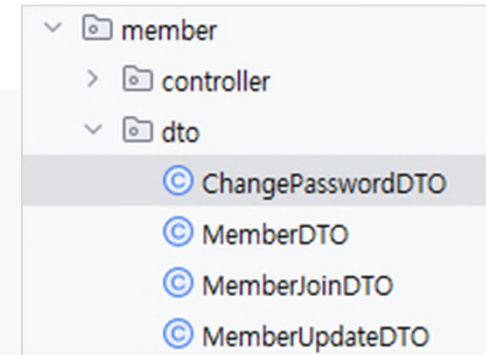 member
controller
dto
ChangePasswordDTO
MemberDTO
MemberJoinDTO
MemberUpdateDTO